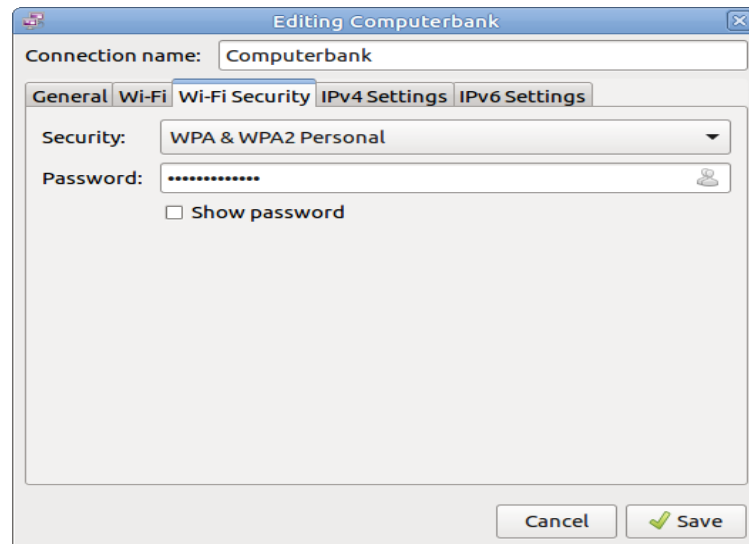 Editing Computerbank
Connection name: Computerbank
General Wi-Fi Wi-Fi Security IPv4 Settings IPv6 Settings
Security: WPA & WPA2 Personal
Password: •••••••••••••
Show password
Cancel Save